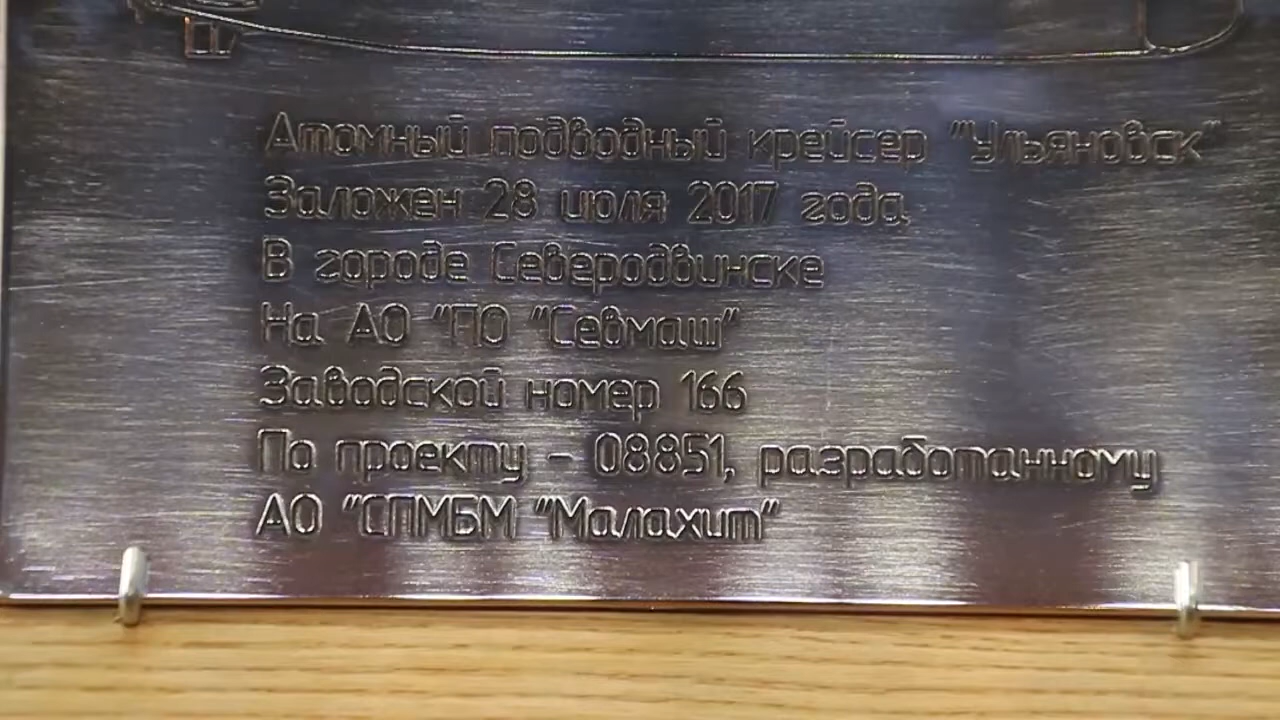 Атомный подводный крейсер "Ульяновск"
Заложен 28 июля 2017 года,
В городе Северодвинске
На АО "ПО "Севмаш"
Заводской номер 166
По проекту - 08851, разработанному
АО "СПМБМ "Малахит"